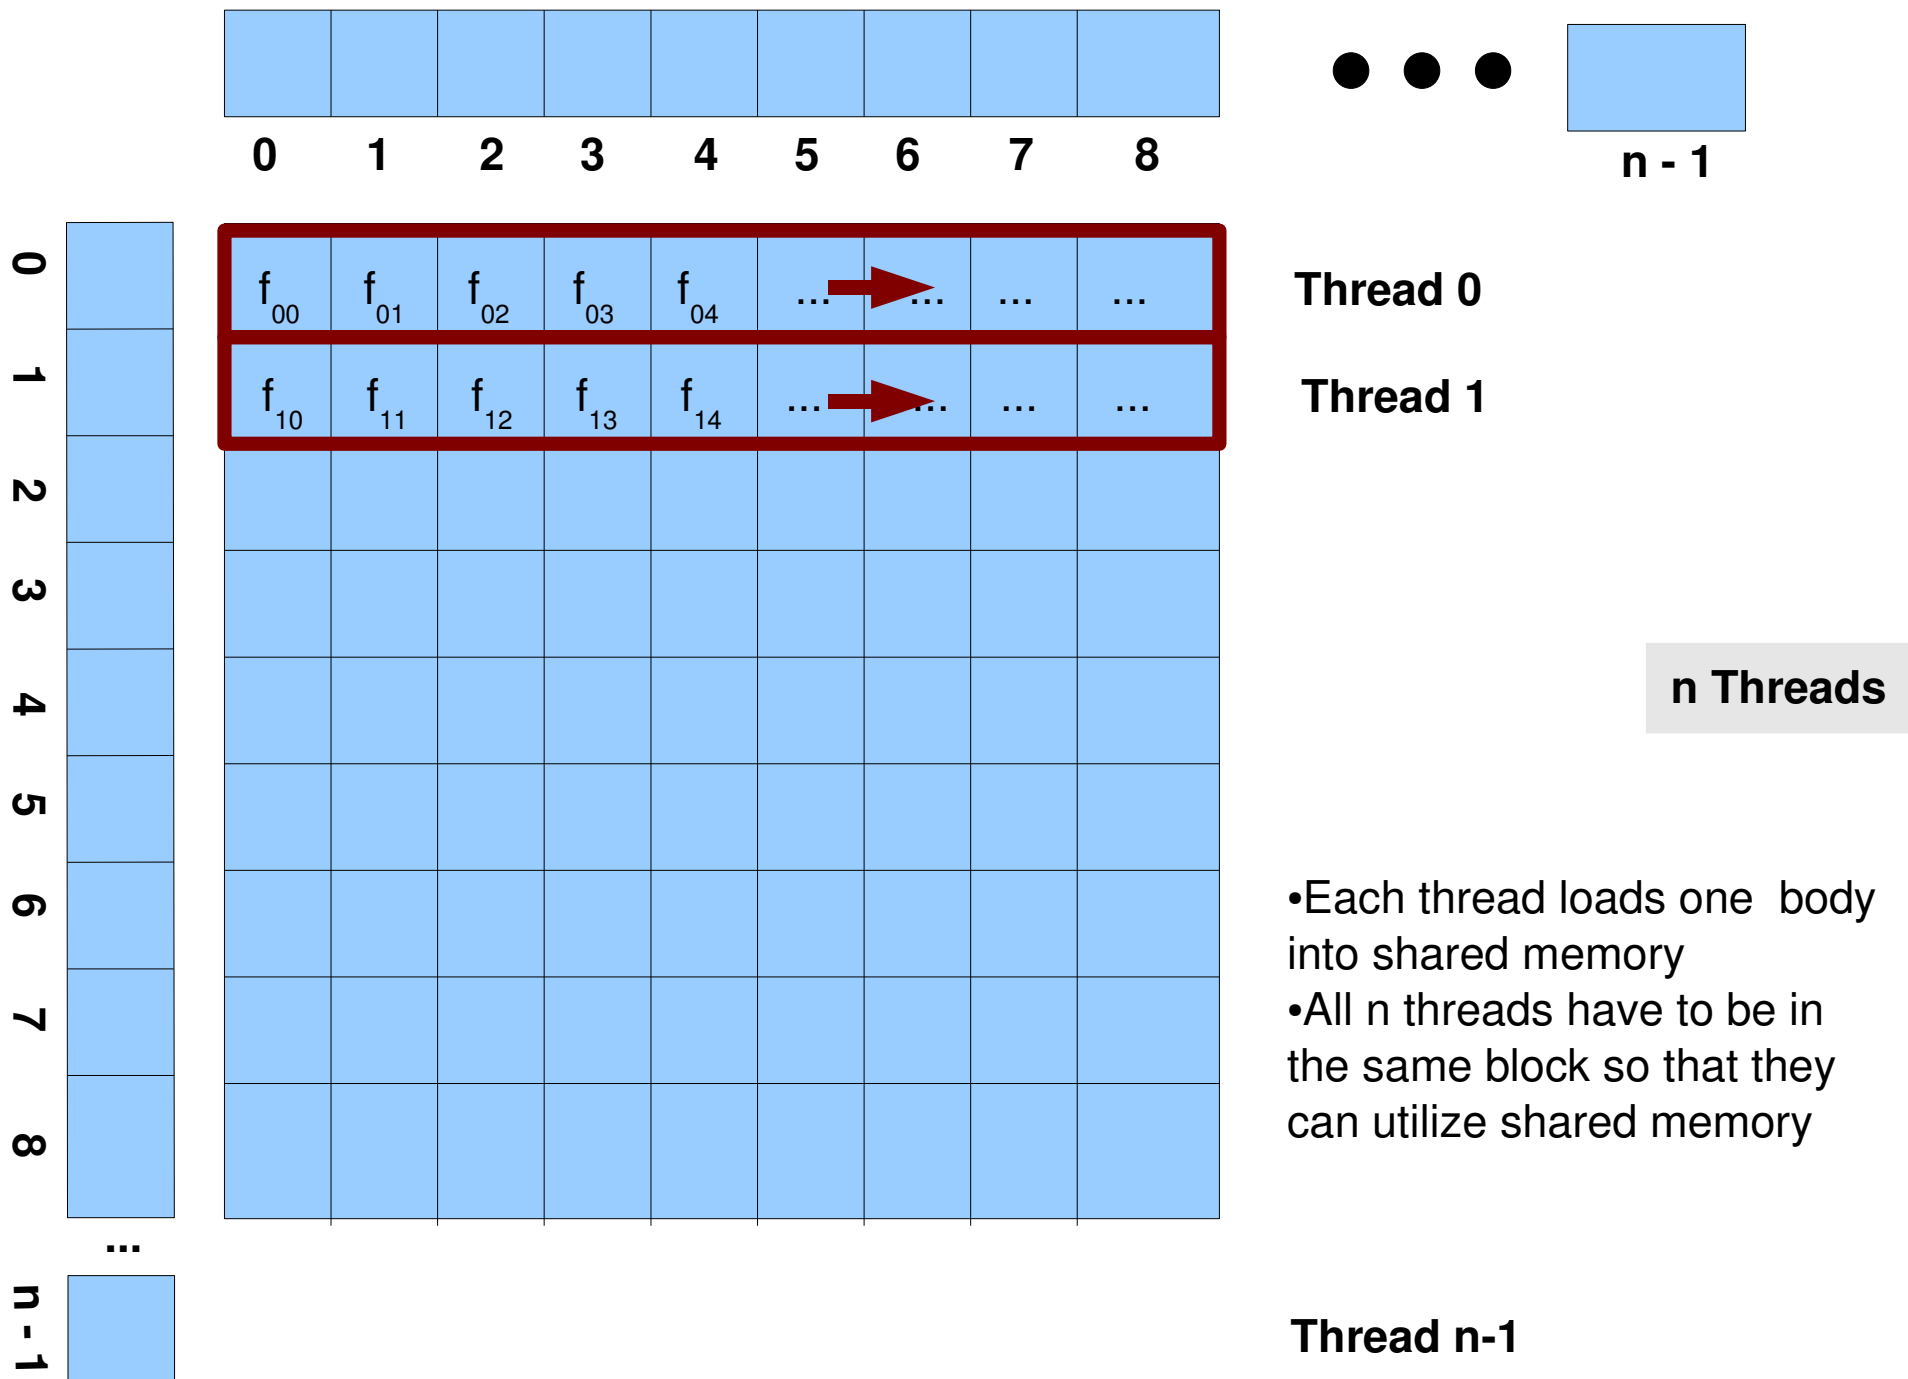 0 1 2 3 4 5 6 7 8
n - 1
0
f00 f01 f02 f03 f04 ... ... ... ...
Thread 0
1
f10 f11 f12 f13 f14 ... ... ... ...
Thread 1
2
3
4
n Threads
5
6
•Each thread loads one body
into shared memory
7
•All n threads have to be in
the same block so that they
8
can utilize shared memory
...
n - 1
Thread n-1